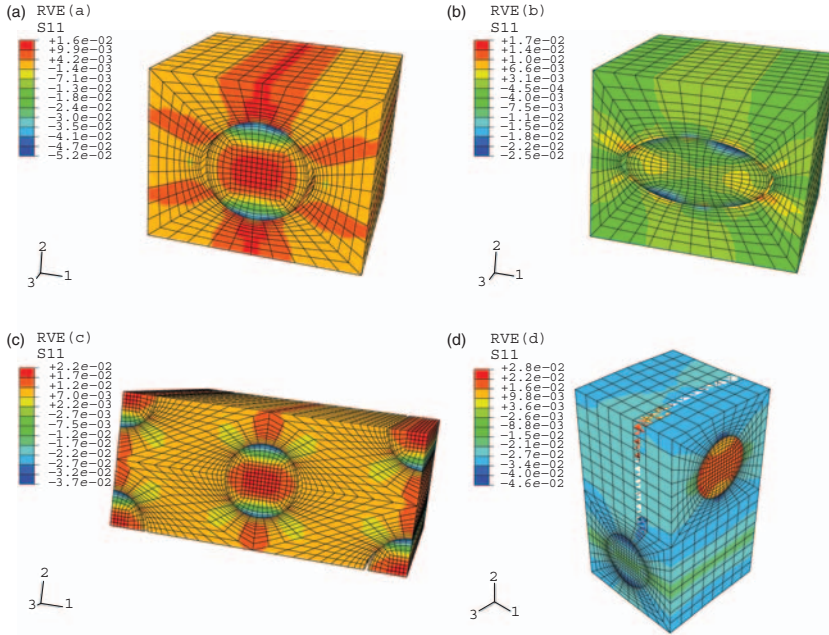 (a) RVE(a)
S11
+1.6e-02
+9.9e-03
+4.2e-03
-1.5e-03
-7.1e-03
-1.3e-02
-1.8e-02
-2.4e-02
-3.0e-02
-3.5e-02
-4.1e-02
-4.7e-02
-5.2e-02
2
3
1
(b) RVE(b)
S11
+1.7e-02
+1.4e-02
+1.0e-02
+6.6e-03
+3.1e-03
-4.5e-04
-4.0e-03
-7.5e-03
-1.1e-02
-1.5e-02
-1.8e-02
-2.2e-02
-2.5e-02
2
3
1
(c) RVE(c)
S11
+2.2e-02
+1.7e-02
+1.2e-02
+7.0e-03
+2.2e-03
-2.7e-03
-7.5e-03
-1.2e-02
-1.7e-02
-2.2e-02
-2.7e-02
-3.2e-02
-3.7e-02
2
3
1
(d) RVE(d)
S11
+2.8e-02
+2.2e-02
+1.6e-02
+9.8e-03
+3.6e-03
-2.6e-03
-8.8e-03
-1.5e-02
-2.1e-02
-2.7e-02
-3.4e-02
-4.0e-02
-4.6e-02
2
3
1